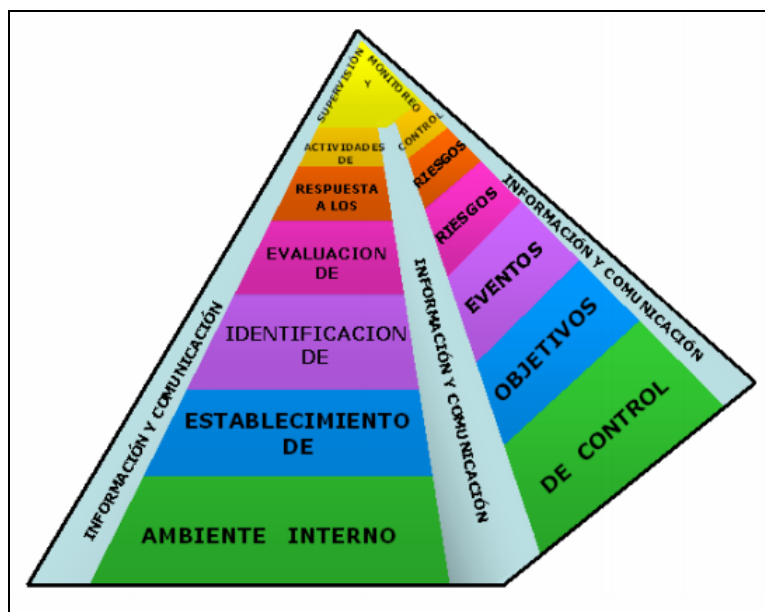 SUPERVISIÓN
Y
MONITOREO
ACTIVIDADES
DE
CONTROL
RESPUESTA
A LOS
RIESGOS
EVALUACION
DE
RIESGOS
IDENTIFICACION
DE
EVENTOS
ESTABLECIMIENTO
DE
OBJETIVOS
AMBIENTE INTERNO
DE CONTROL
INFORMACIÓN Y COMUNICACIÓN
INFORMACIÓN Y COMUNICACIÓN
INFORMACIÓN Y COMUNICACIÓN